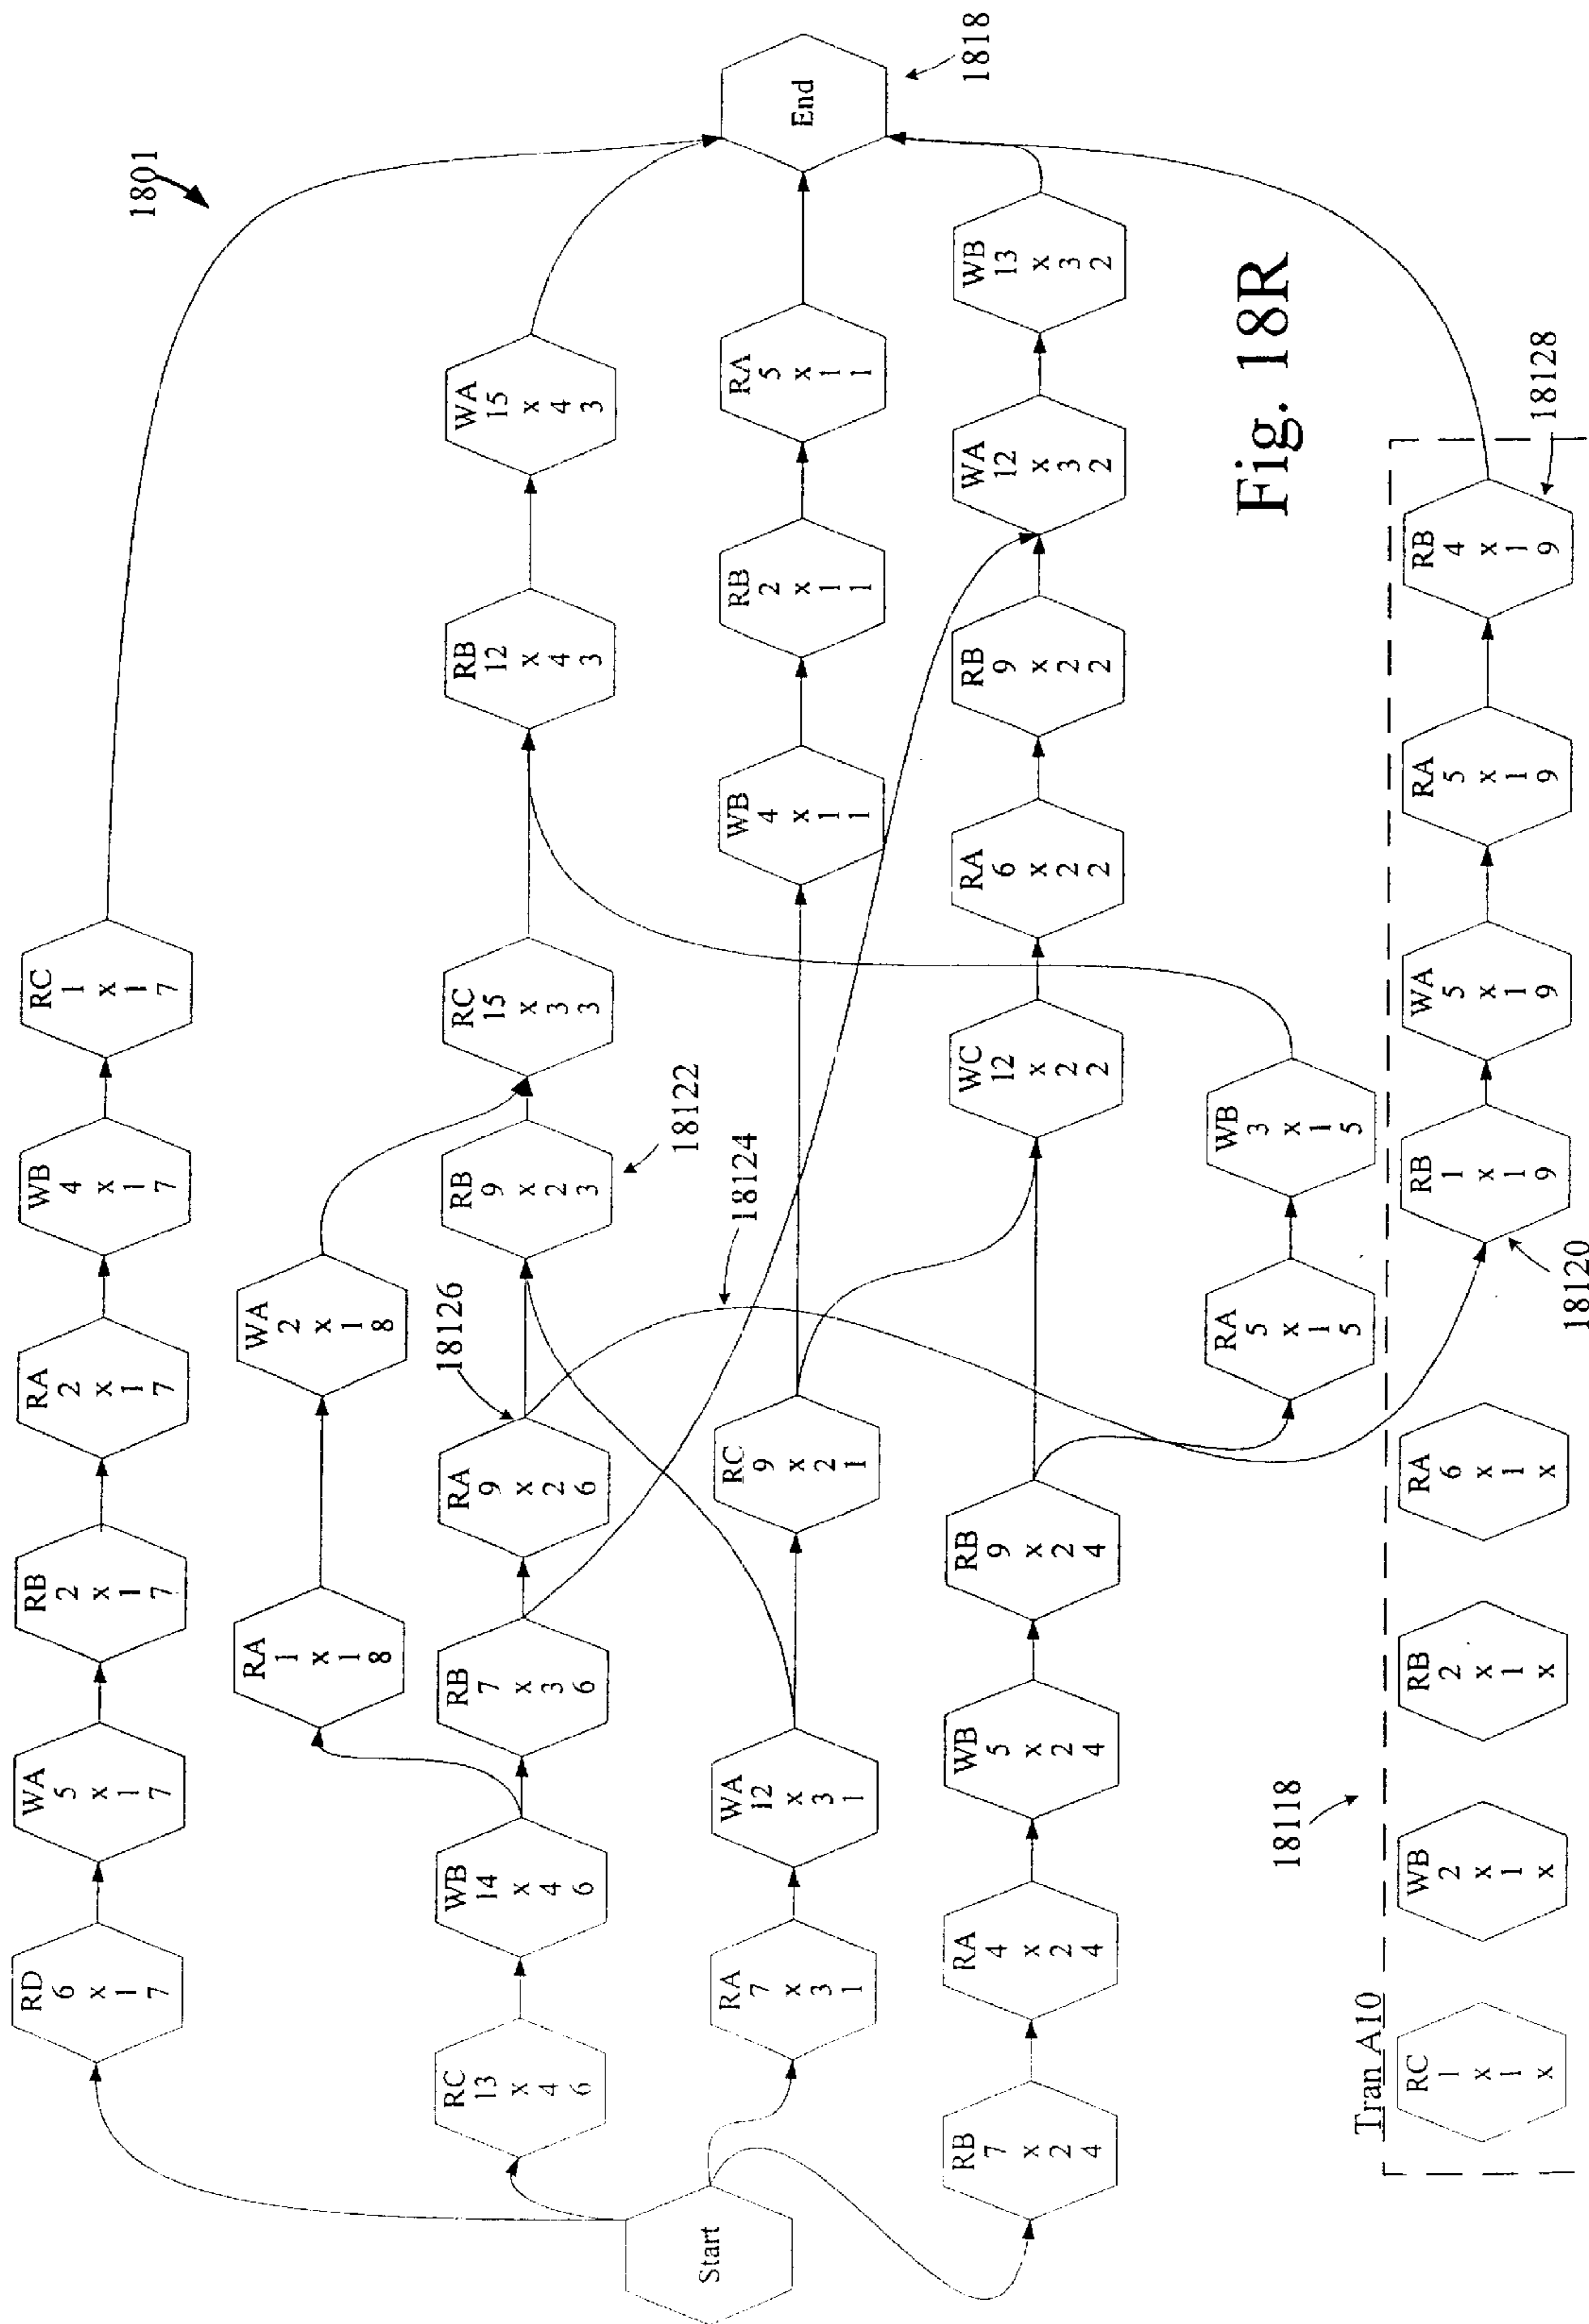 1801
RD
6
x
1
7
WA
5
x
1
7
RB
2
x
1
7
RA
2
x
1
7
WB
4
x
1
7
RC
1
x
1
7
RA
1
x
1
8
WA
2
x
1
8
RC
13
x
4
6
WB
14
x
4
6
RB
7
x
3
6
RA
9
x
2
6
18126
RB
9
x
2
3
18122
RC
15
x
3
3
RB
12
x
4
3
WA
15
x
4
3
18124
Start
RA
7
x
3
1
WA
12
x
3
1
RC
9
x
2
1
WB
4
x
1
1
RB
2
x
1
1
RA
5
x
1
1
End
1818
RB
7
x
2
4
RA
4
x
2
4
WB
5
x
2
4
RB
9
x
2
4
WC
12
x
2
2
RA
6
x
2
2
RB
9
x
2
2
WA
12
x
3
2
WB
13
x
3
2
RA
5
x
1
5
WB
3
x
1
5
Fig. 18R
18118
Tran A10
RC
1
x
1
x
WB
2
x
1
x
RB
2
x
1
x
RA
6
x
1
x
RB
1
x
1
9
18120
WA
5
x
1
9
RA
5
x
1
9
RB
4
x
1
9
18128